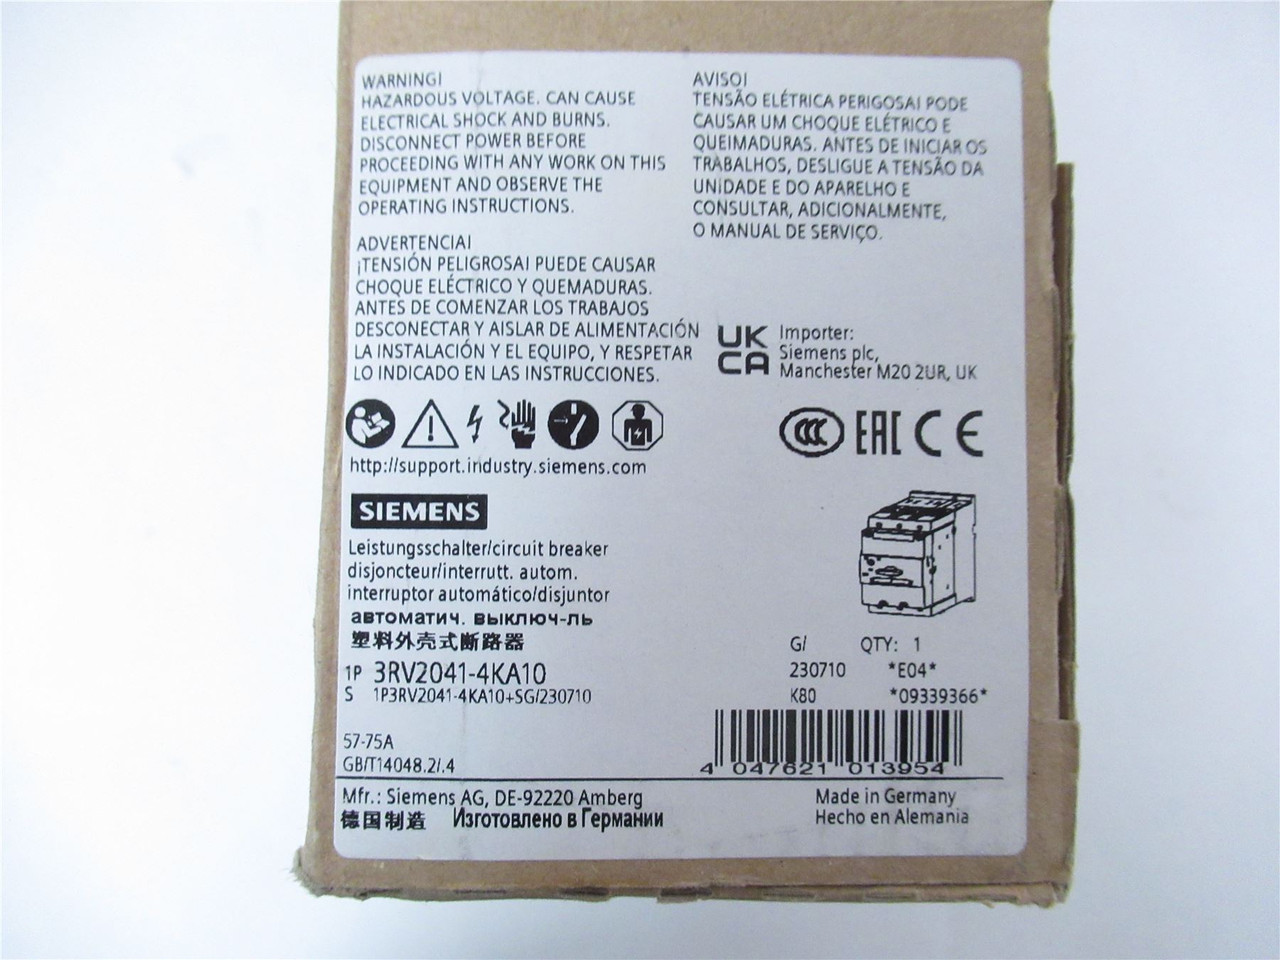 WARNING!
HAZARDOUS VOLTAGE. CAN CAUSE
ELECTRICAL SHOCK AND BURNS.
DISCONNECT POWER BEFORE
PROCEEDING WITH ANY WORK ON THIS
EQUIPMENT AND OBSERVE THE
OPERATING INSTRUCTIONS.
ADVERTENCIA!
¡TENSIÓN PELIGROSA! PUEDE CAUSAR
CHOQUE ELÉCTRICO Y QUEMADURAS.
ANTES DE COMENZAR LOS TRABAJOS
DESCONECTAR Y AISLAR DE ALIMENTACIÓN
LA INSTALACIÓN Y EL EQUIPO, Y RESPETAR
LO INDICADO EN LAS INSTRUCCIONES.
AVISO!
TENSÃO ELÉTRICA PERIGOSA! PODE
CAUSAR UM CHOQUE ELÉTRICO E
QUEIMADURAS. ANTES DE INICIAR OS
TRABALHOS, DESLIGUE A TENSÃO DA
UNIDADE E DO APARELHO E
CONSULTAR, ADICIONALMENTE,
O MANUAL DE SERVIÇO.
UK
CA
Importer:
Siemens plc,
Manchester M20 2UR, UK
CCC EAC CE
http://support.industry.siemens.com
SIEMENS
Leistungsschalter/circuit breaker
disjoncteur/interrutt. autom.
interruptor automático/disjuntor
автоматич. выключ-ль
塑料外壳式断路器
1P 3RV2041-4KA10
S 1P3RV2041-4KA10+SG/230710
G/ QTY: 1
230710 *E04*
K80 *09339366*
57-75A
GB/T14048.2/.4
4 047621 013954
Mfr.: Siemens AG, DE-92220 Amberg
德国制造 Изготовлено в Германии
Made in Germany
Hecho en Alemania